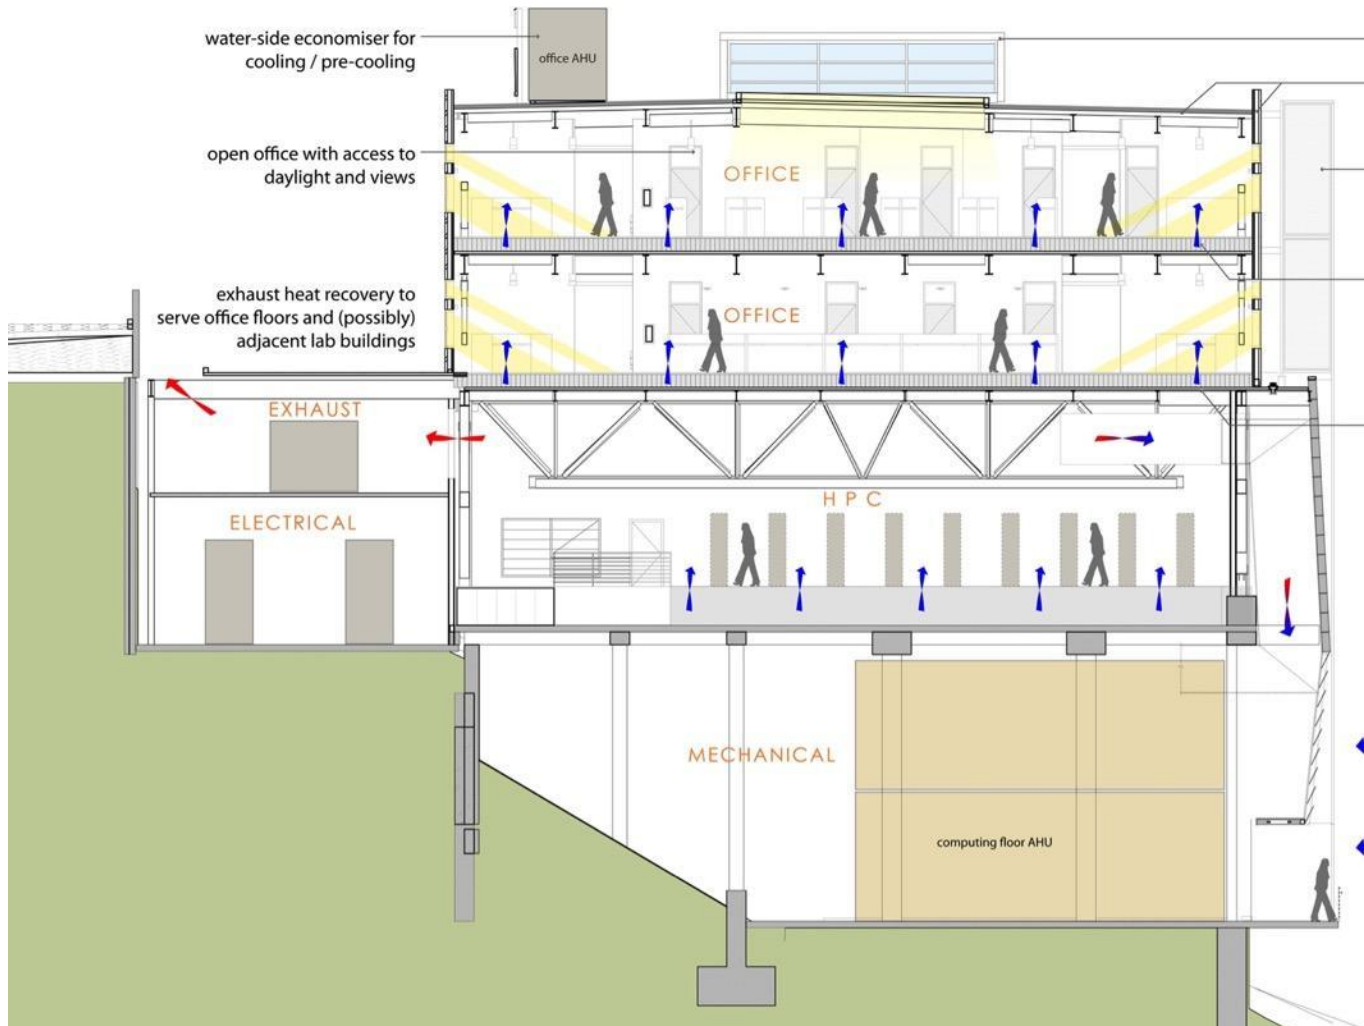 water-side economiser for
cooling / pre-cooling
office AHU
open office with access to
daylight and views
OFFICE
exhaust heat recovery to
serve office floors and (possibly)
adjacent lab buildings
OFFICE
EXHAUST
HPC
ELECTRICAL
MECHANICAL
computing floor AHU